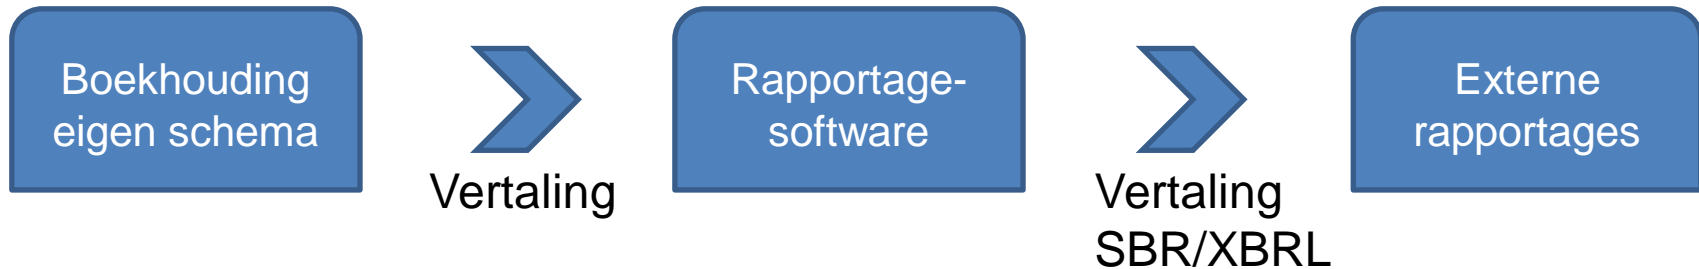 Boekhouding
eigen schema
Vertaling
Rapportage-
software
Vertaling
SBR/XBRL
Externe
rapportages